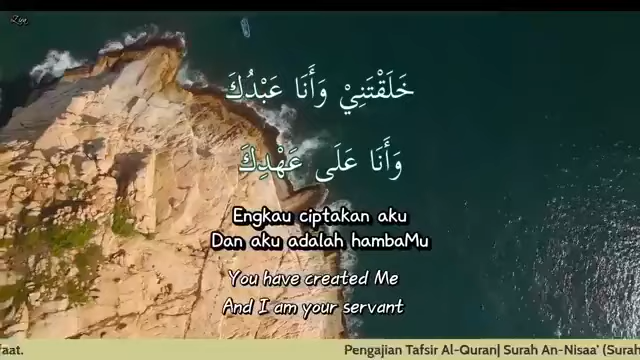 خَلَقْتَنِيْ وَأَنَا عَبْدُكَ
وَأَنَا عَلَى عَهْدِكَ
Engkau ciptakan aku
Dan aku adalah hambaMu
You have created Me
And I am your servant
faat. Pengajian Tafsir Al-Quran| Surah An-Nisaa' (Surah